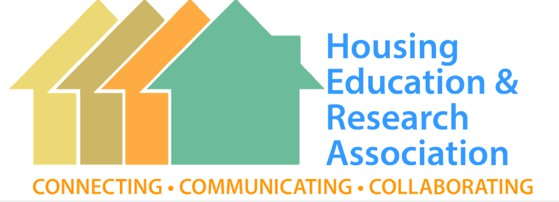 Housing
Education &
Research
Association
CONNECTING • COMMUNICATING • COLLABORATING